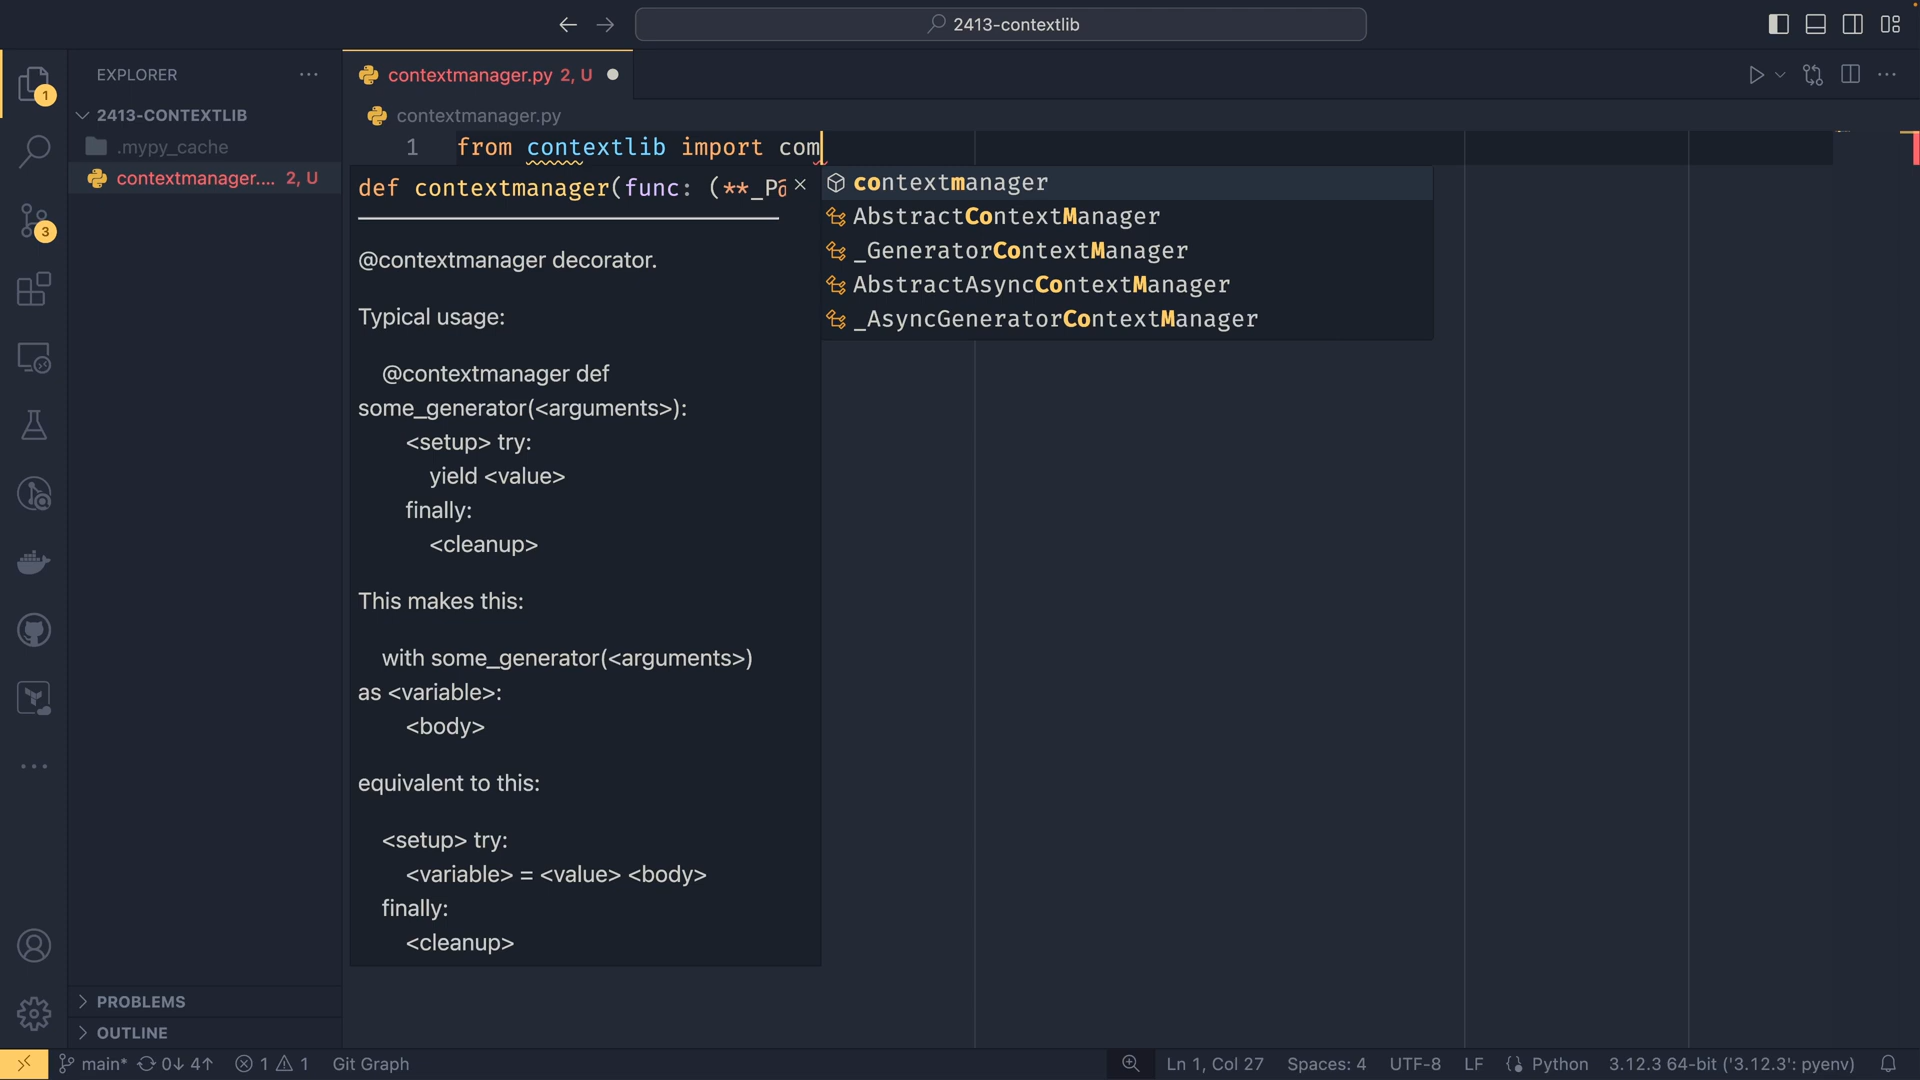 2413-contextlib
EXPLORER
contextmanager.py 2, U
1
2413-CONTEXTLIB
contextmanager.py
.mypy_cache
1 from contextlib import com
contextmanager.... 2, U
def contextmanager(func: (**_Pa
contextmanager
AbstractContextManager
3
_GeneratorContextManager
@contextmanager decorator.
AbstractAsyncContextManager
Typical usage:
_AsyncGeneratorContextManager
@contextmanager def
some_generator(<arguments>):
<setup> try:
yield <value>
finally:
<cleanup>
This makes this:
with some_generator(<arguments>)
as <variable>:
<body>
equivalent to this:
<setup> try:
<variable> = <value> <body>
finally:
<cleanup>
PROBLEMS
OUTLINE
main* 0↓ 4↑ 1 1 Git Graph Ln 1, Col 27 Spaces: 4 UTF-8 LF Python 3.12.3 64-bit ('3.12.3': pyenv)